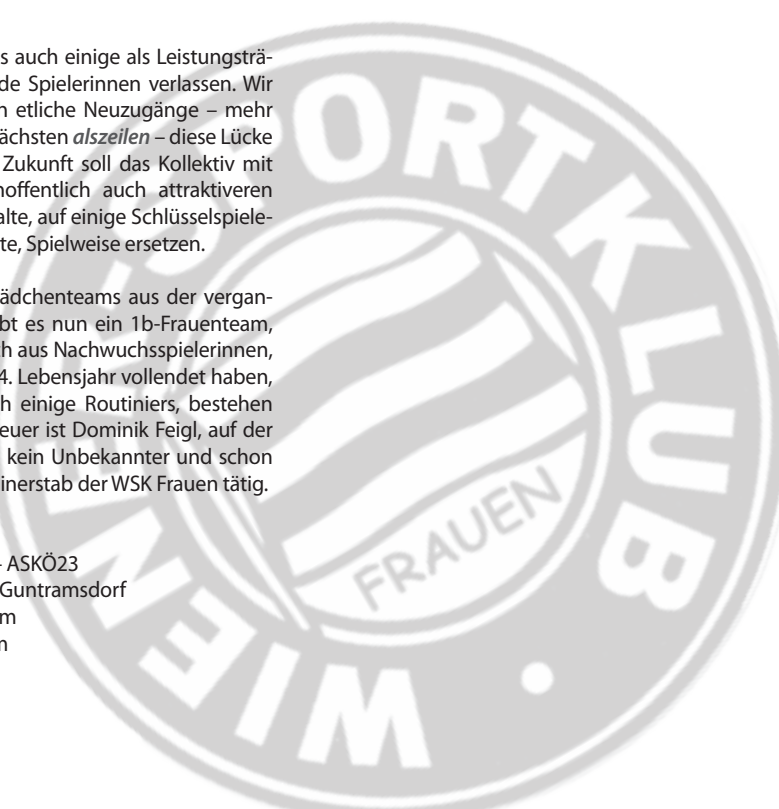 s auch einige als Leistungsträ-
de Spielerinnen verlassen. Wir
n etliche Neuzugänge – mehr
ächsten alszeilen – diese Lücke
Zukunft soll das Kollektiv mit
hoffentlich auch attraktiveren
alte, auf einige Schlüsselspiele-
te, Spielweise ersetzen.
ädchenteams aus der vergan-
bt es nun ein 1b-Frauenteam,
ch aus Nachwuchsspielerinnen,
4. Lebensjahr vollendet haben,
h einige Routiniers, bestehen
euer ist Dominik Feigl, auf der
kein Unbekannter und schon
inerstab der WSK Frauen tätig.
- ASKÖ23
Guntramsdorf
m
n
WIENER SPORTKLUB
FRAUEN